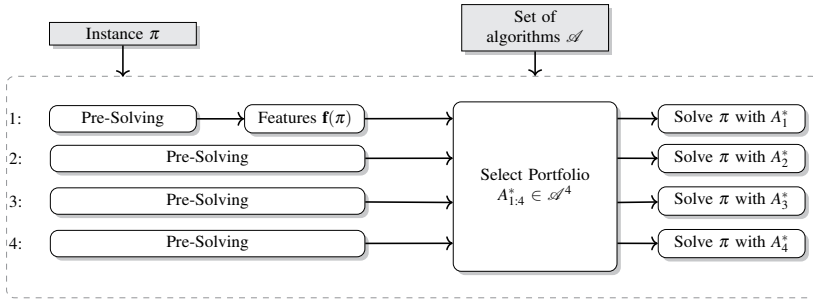 Instance π
Set of
algorithms 𝒜
1: Pre-Solving Features f(π) Solve π with A*₁
2: Pre-Solving Solve π with A*₂
Select Portfolio
A*₁:₄ ∈ 𝒜⁴
3: Pre-Solving Solve π with A*₃
4: Pre-Solving Solve π with A*₄